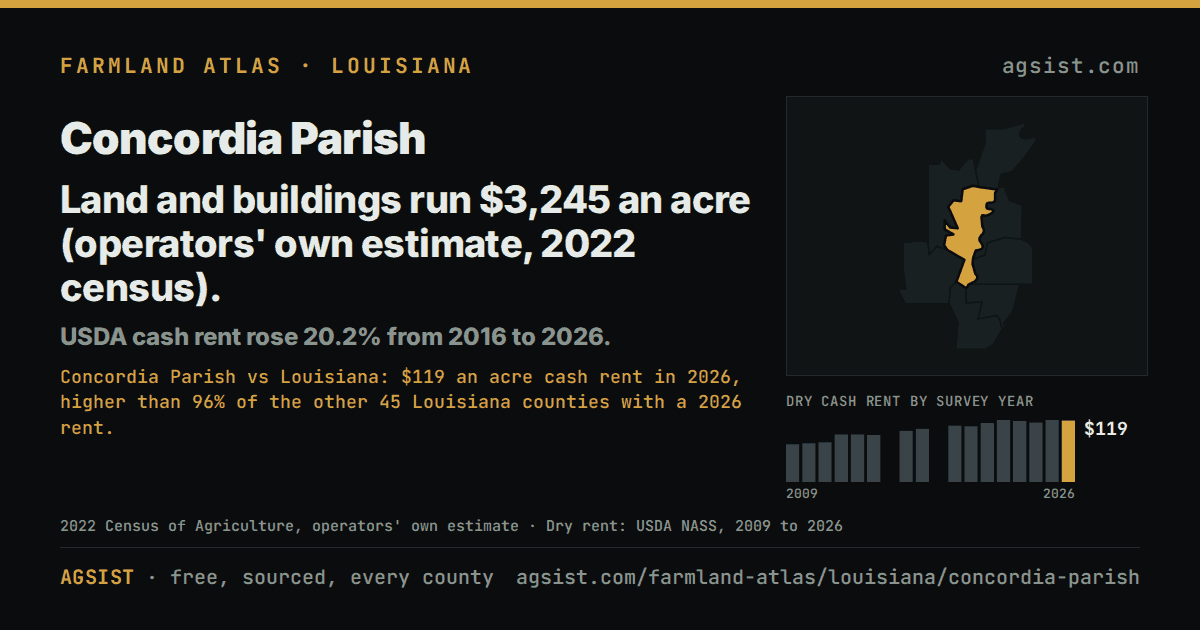 FARMLAND ATLAS · LOUISIANA
agsist.com
Concordia Parish
Land and buildings run $3,245 an acre
(operators' own estimate, 2022
census).
USDA cash rent rose 20.2% from 2016 to 2026.
Concordia Parish vs Louisiana: $119 an acre cash rent in 2026,
higher than 96% of the other 45 Louisiana counties with a 2026
rent.
DRY CASH RENT BY SURVEY YEAR
$119
2009
2026
2022 Census of Agriculture, operators' own estimate · Dry rent: USDA NASS, 2009 to 2026
AGSIST · free, sourced, every county
agsist.com/farmland-atlas/louisiana/concordia-parish